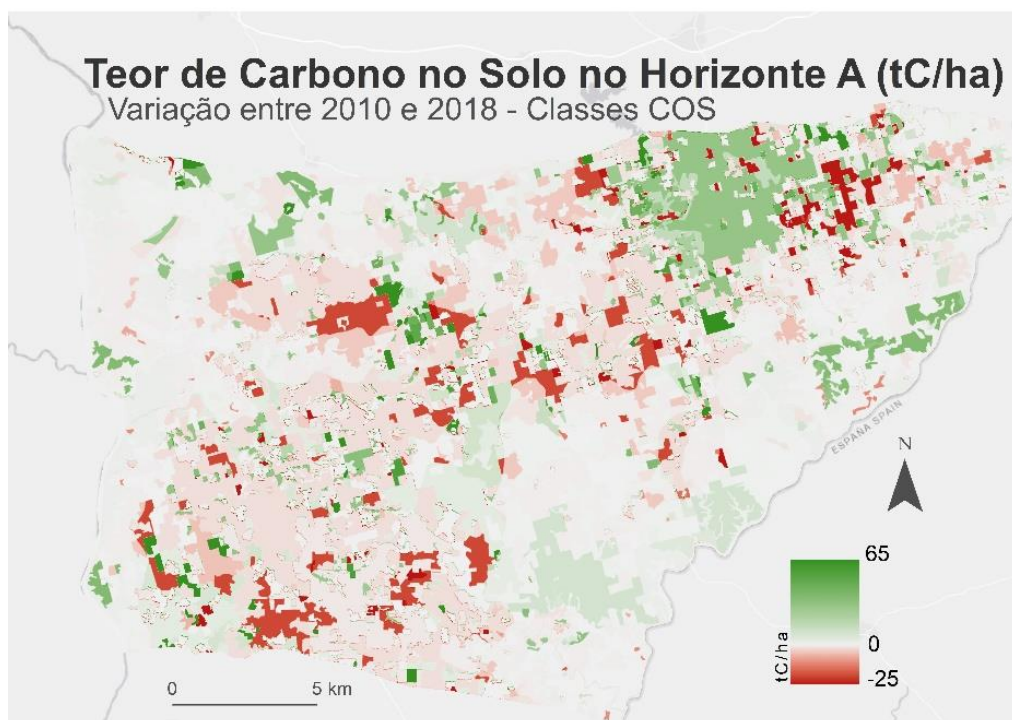 Teor de Carbono no Solo no Horizonte A (tC/ha)
Variação entre 2010 e 2018 - Classes COS
ESPAÑA SPAIN
N
65
0
-25
tC/ha
0 5 km